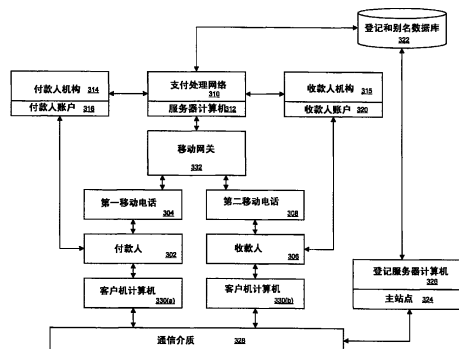 登记和别名数据库
322
付款人机构 314
付款人账户 316
支付处理网络
310
服务器计算机312
收款人机构 315
收款人账户 320
移动网关
332
第一移动电话
304
第二移动电话
308
付款人
302
收款人
306
客户机计算机
330(a)
客户机计算机
330(b)
登记服务器计算机
326
主站点 324
通信介质 328